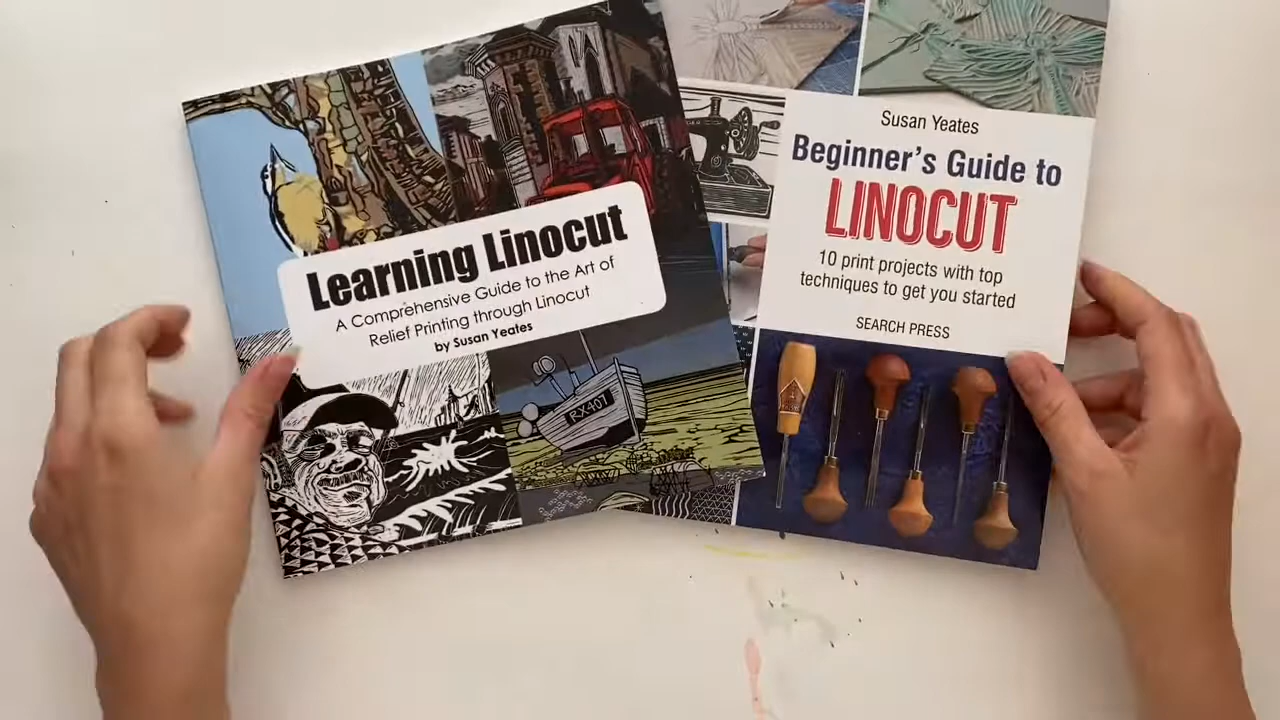 Learning Linocut
A Comprehensive Guide to the Art of
Relief Printing through Linocut
by Susan Yeates
RX407
Susan Yeates
Beginner's Guide to
LINOCUT
10 print projects with top
techniques to get you started
SEARCH PRESS